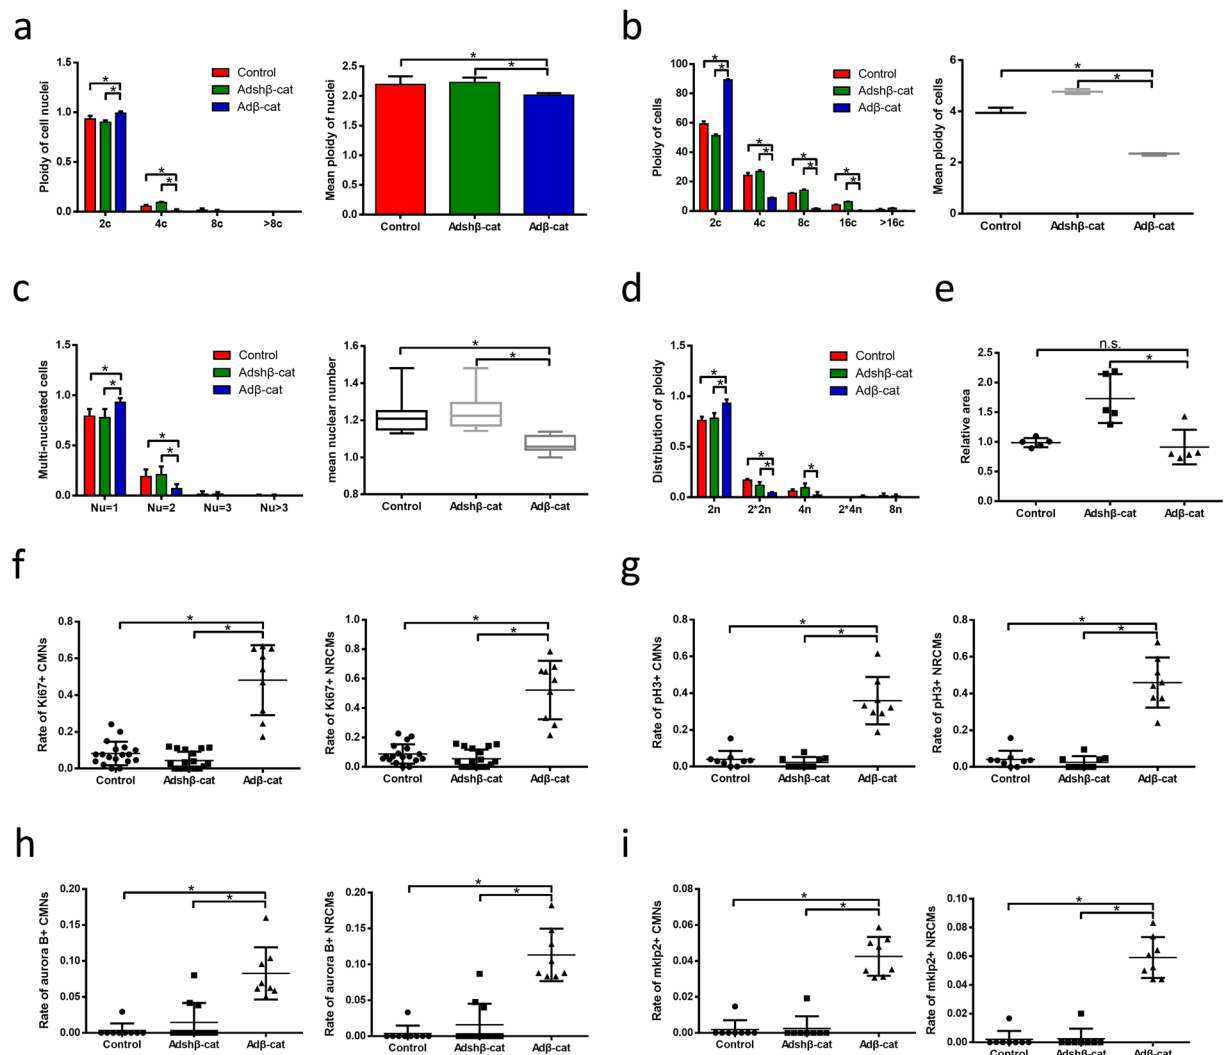 a
Ploidy of cell nuclei
1.5
1.0
0.5
0.0
2c 4c 8c >8c
* * * *
Control
Adshβ-cat
Adβ-cat
Mean ploidy of nuclei
2.5
2.0
1.5
1.0
0.5
0.0
Control Adshβ-cat Adβ-cat
* *
b
Ploidy of cells
100
80
60
40
20
0
2c 4c 8c 16c >16c
* * * * * * * *
Control
Adshβ-cat
Adβ-cat
Mean ploidy of cells
6
4
2
0
Control Adshβ-cat Adβ-cat
* *
c
Multi-nucleated cells
1.5
1.0
0.5
0.0
Nu=1 Nu=2 Nu=3 Nu>3
* * * *
Control
Adshβ-cat
Adβ-cat
mean nuclear number
1.6
1.4
1.2
1.0
0.8
Control Adshβ-cat Adβ-cat
* *
d
Distribution of ploidy
1.5
1.0
0.5
0.0
2n 2*2n 4n 2*4n 8n
* * * * *
Control
Adshβ-cat
Adβ-cat
e
Relative area
2.5
2.0
1.5
1.0
0.5
0.0
Control Adshβ-cat Adβ-cat
n.s.
*
f
Rate of Ki67+ CMNs
0.8
0.6
0.4
0.2
0.0
Control Adshβ-cat Adβ-cat
* *
Rate of Ki67+ NRCMs
1.0
0.8
0.6
0.4
0.2
0.0
Control Adshβ-cat Adβ-cat
* *
g
Rate of pH3+ CMNs
0.8
0.6
0.4
0.2
0.0
Control Adshβ-cat Adβ-cat
* *
Rate of pH3+ NRCMs
0.8
0.6
0.4
0.2
0.0
Control Adshβ-cat Adβ-cat
* *
h
Rate of aurora B+ CMNs
0.20
0.15
0.10
0.05
0.00
Control Adshβ-cat Adβ-cat
* *
Rate of aurora B+ NRCMs
0.20
0.15
0.10
0.05
0.00
Control Adshβ-cat Adβ-cat
* *
i
Rate of mklp2+ CMNs
0.08
0.06
0.04
0.02
0.00
Control Adshβ-cat Adβ-cat
* *
Rate of mklp2+ NRCMs
0.10
0.08
0.06
0.04
0.02
0.00
Control Adshβ-cat Adβ-cat
* *